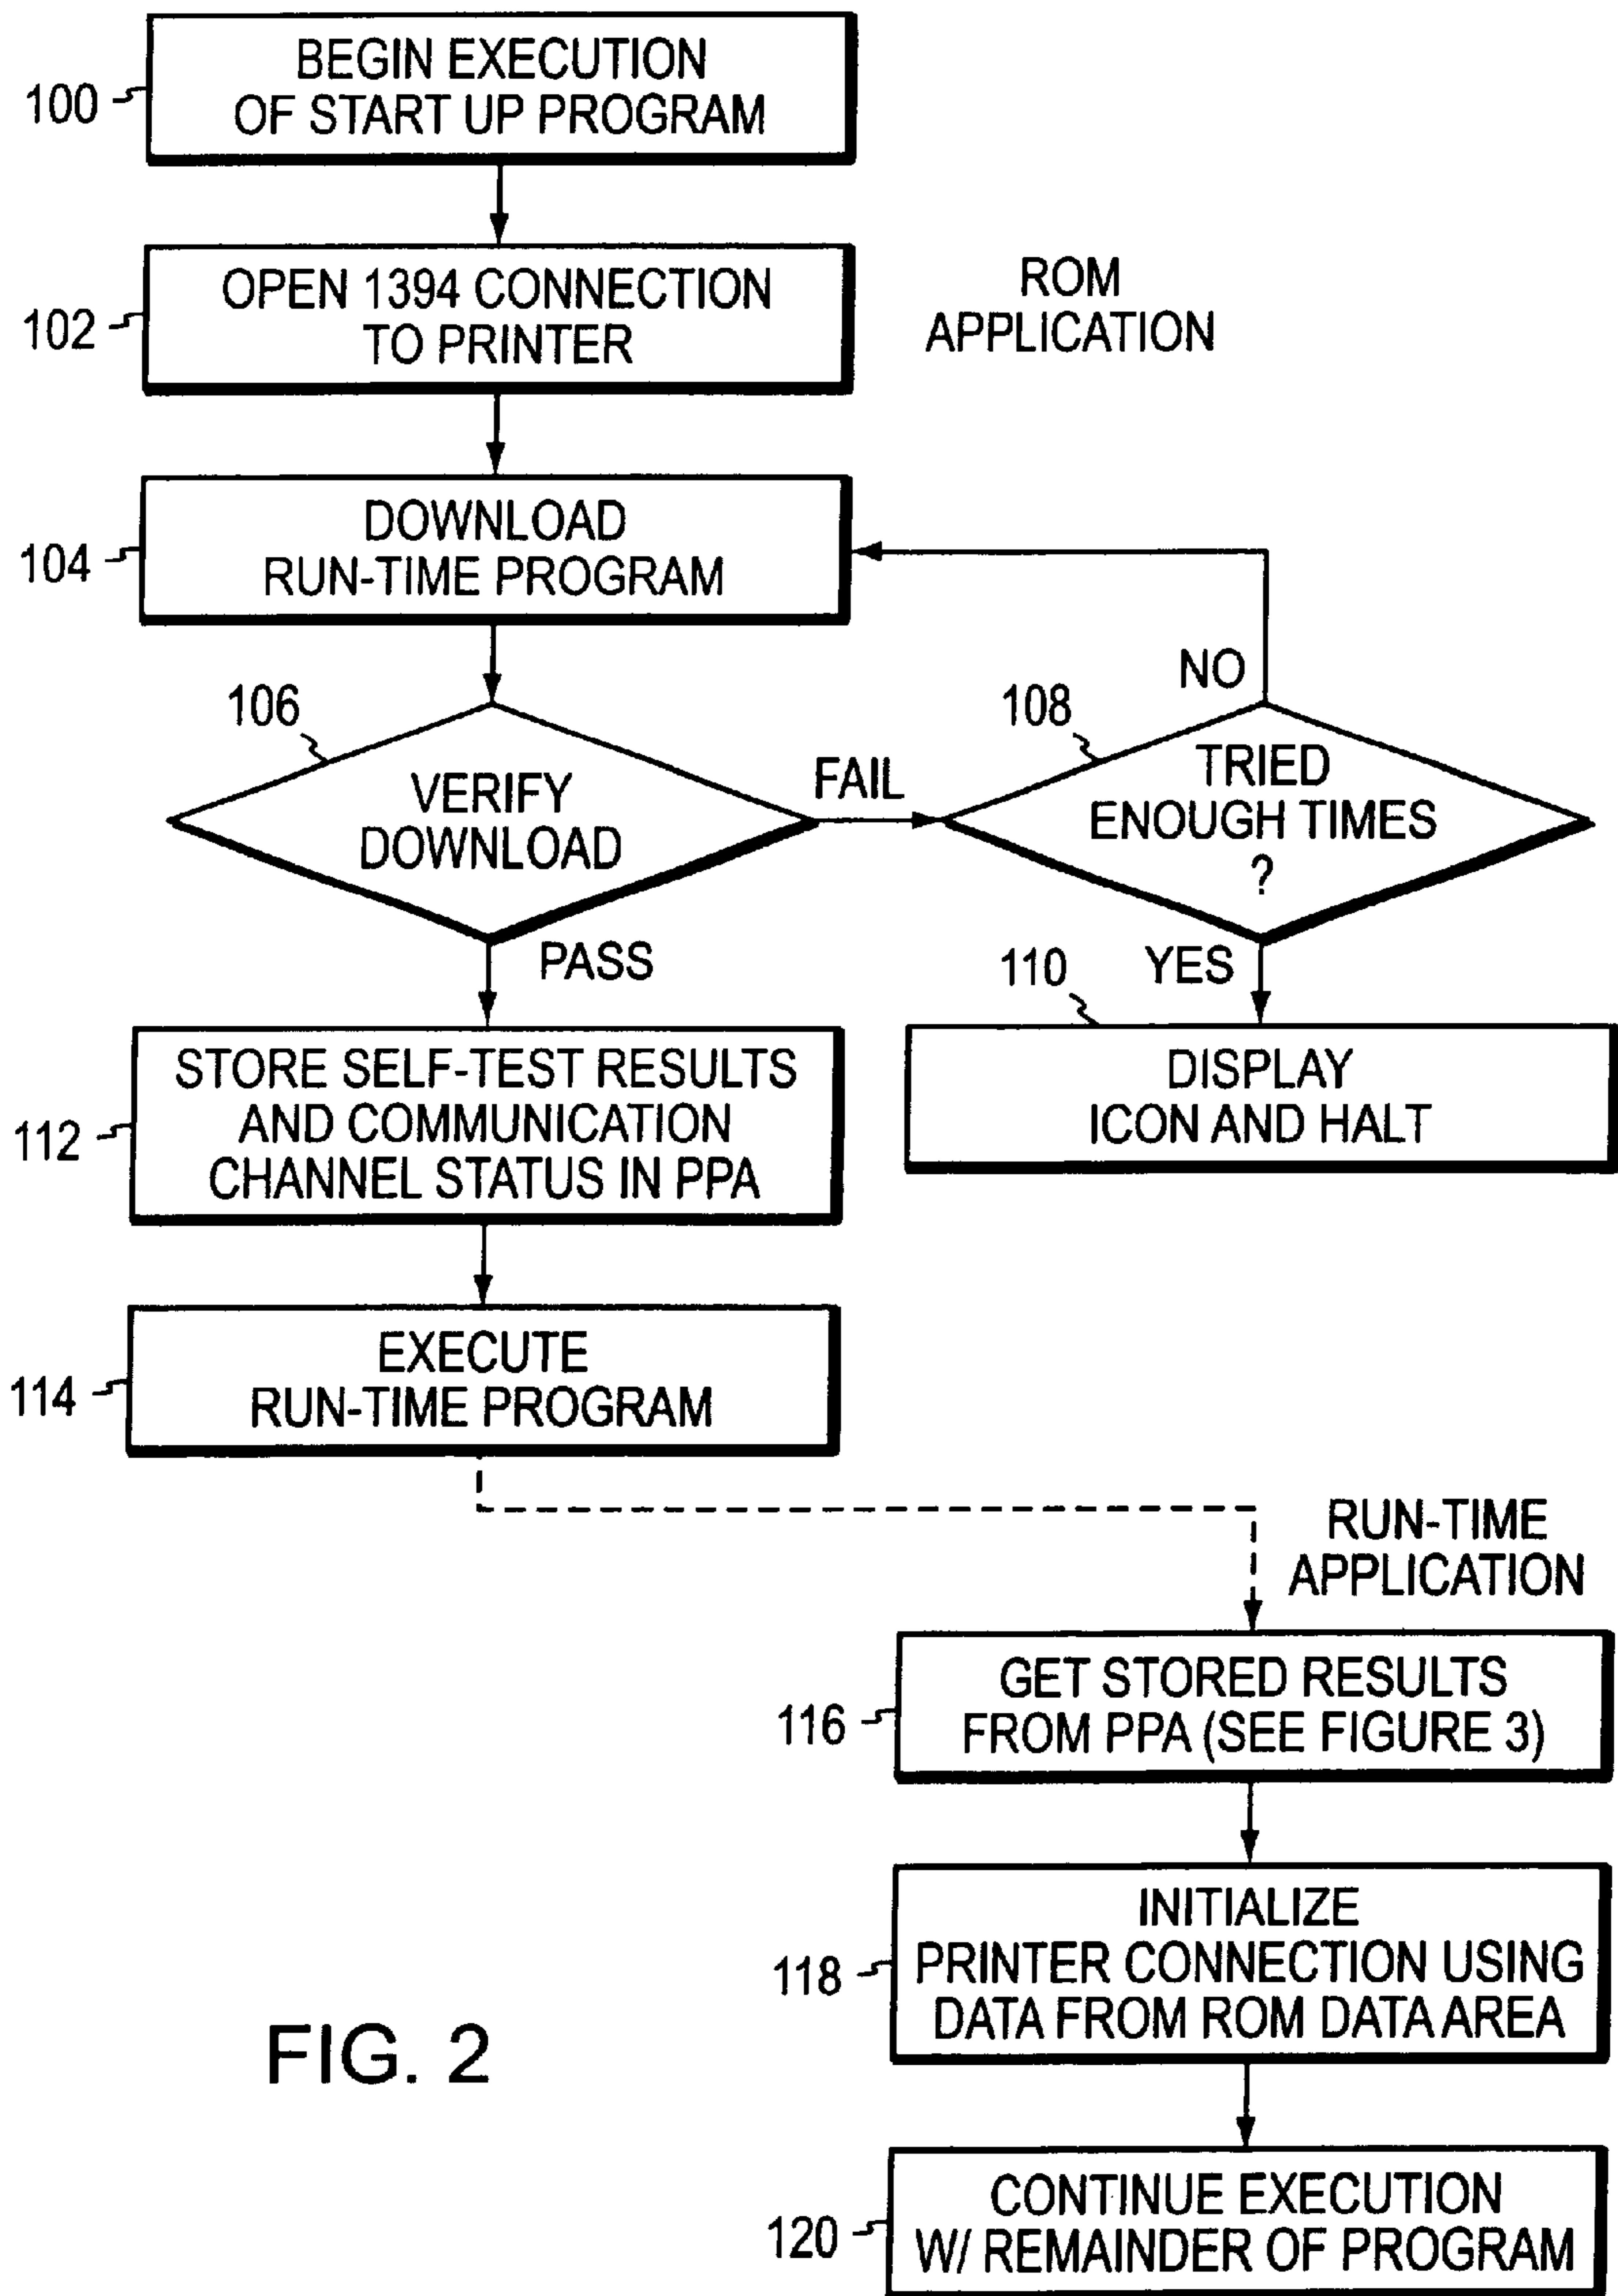 100
BEGIN EXECUTION
OF START UP PROGRAM
102
OPEN 1394 CONNECTION
TO PRINTER
ROM
APPLICATION
104
DOWNLOAD
RUN-TIME PROGRAM
106
VERIFY
DOWNLOAD
FAIL
NO
108
TRIED
ENOUGH TIMES
?
PASS
YES
110
DISPLAY
ICON AND HALT
112
STORE SELF-TEST RESULTS
AND COMMUNICATION
CHANNEL STATUS IN PPA
114
EXECUTE
RUN-TIME PROGRAM
RUN-TIME
APPLICATION
116
GET STORED RESULTS
FROM PPA (SEE FIGURE 3)
118
INITIALIZE
PRINTER CONNECTION USING
DATA FROM ROM DATA AREA
120
CONTINUE EXECUTION
W/ REMAINDER OF PROGRAM
FIG. 2